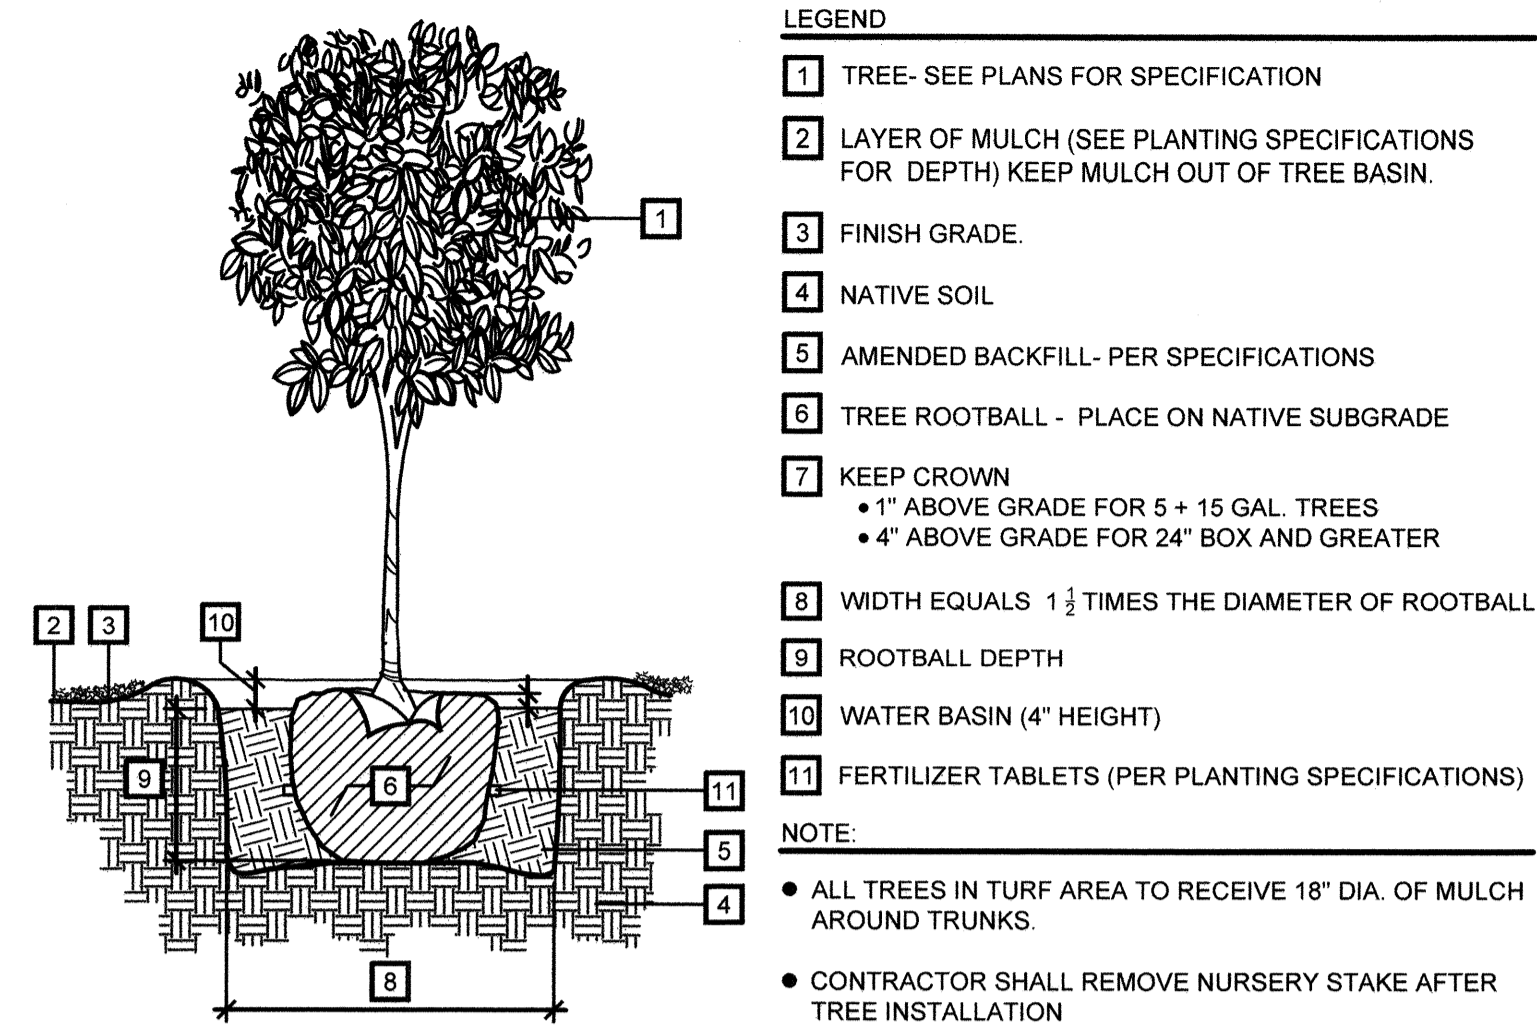 LEGEND
1 TREE- SEE PLANS FOR SPECIFICATION
2 LAYER OF MULCH (SEE PLANTING SPECIFICATIONS
FOR DEPTH) KEEP MULCH OUT OF TREE BASIN.
3 FINISH GRADE.
4 NATIVE SOIL
5 AMENDED BACKFILL- PER SPECIFICATIONS
6 TREE ROOTBALL - PLACE ON NATIVE SUBGRADE
7 KEEP CROWN
• 1" ABOVE GRADE FOR 5 + 15 GAL. TREES
• 4" ABOVE GRADE FOR 24" BOX AND GREATER
8 WIDTH EQUALS 1 ½ TIMES THE DIAMETER OF ROOTBALL
9 ROOTBALL DEPTH
10 WATER BASIN (4" HEIGHT)
11 FERTILIZER TABLETS (PER PLANTING SPECIFICATIONS)
NOTE:
● ALL TREES IN TURF AREA TO RECEIVE 18" DIA. OF MULCH
AROUND TRUNKS.
● CONTRACTOR SHALL REMOVE NURSERY STAKE AFTER
TREE INSTALLATION
1
2 3 10
9 6 11
5
4
8